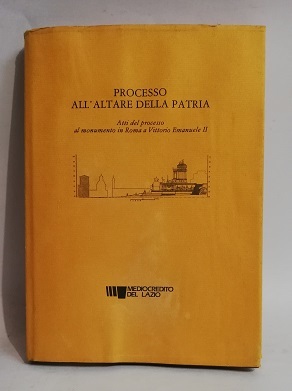 PROCESSO
ALL'ALTARE DELLA PATRIA
Atti del processo
al monumento in Roma a Vittorio Emanuele II
MEDIOCREDITO
DEL LAZIO